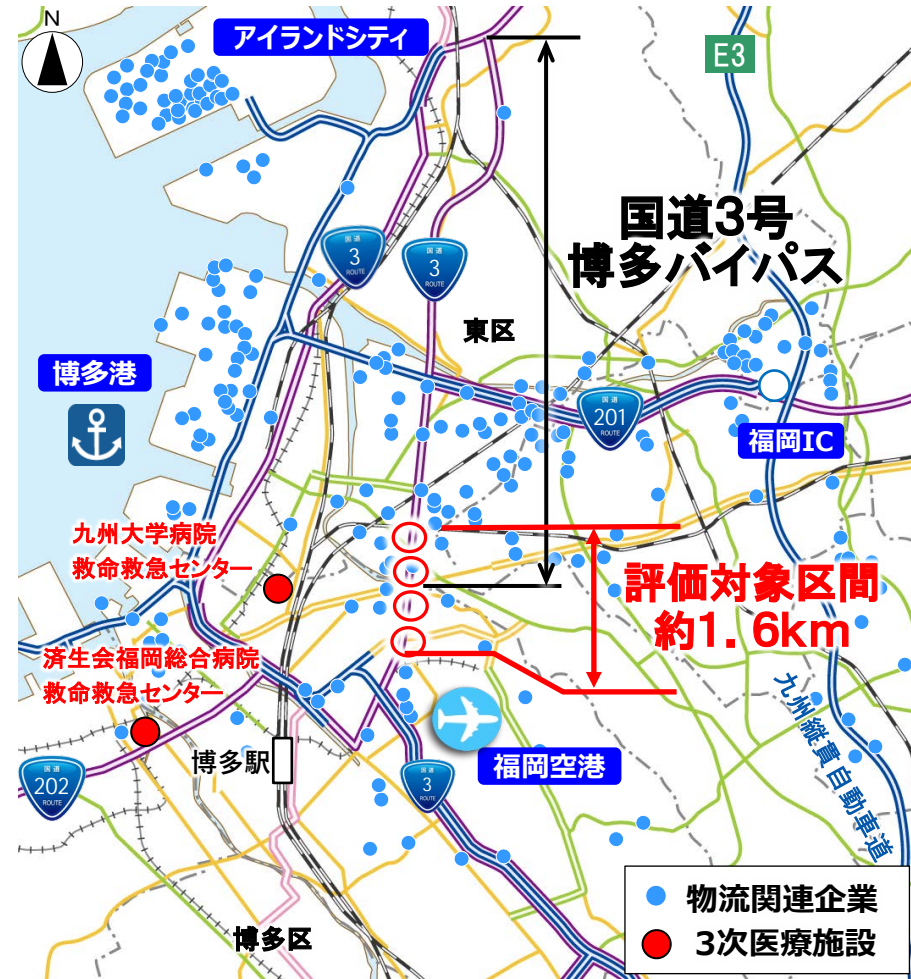 N
アイランドシティ
E3
国道3号
博多バイパス
国道
3
ROUTE
国道
3
ROUTE
東区
博多港
国道
201
ROUTE
福岡IC
九州大学病院
救命救急センター
評価対象区間
約1.6km
済生会福岡総合病院
救命救急センター
九州縦貫自動車道
博多駅
福岡空港
国道
202
ROUTE
国道
3
ROUTE
物流関連企業
博多区
3次医療施設